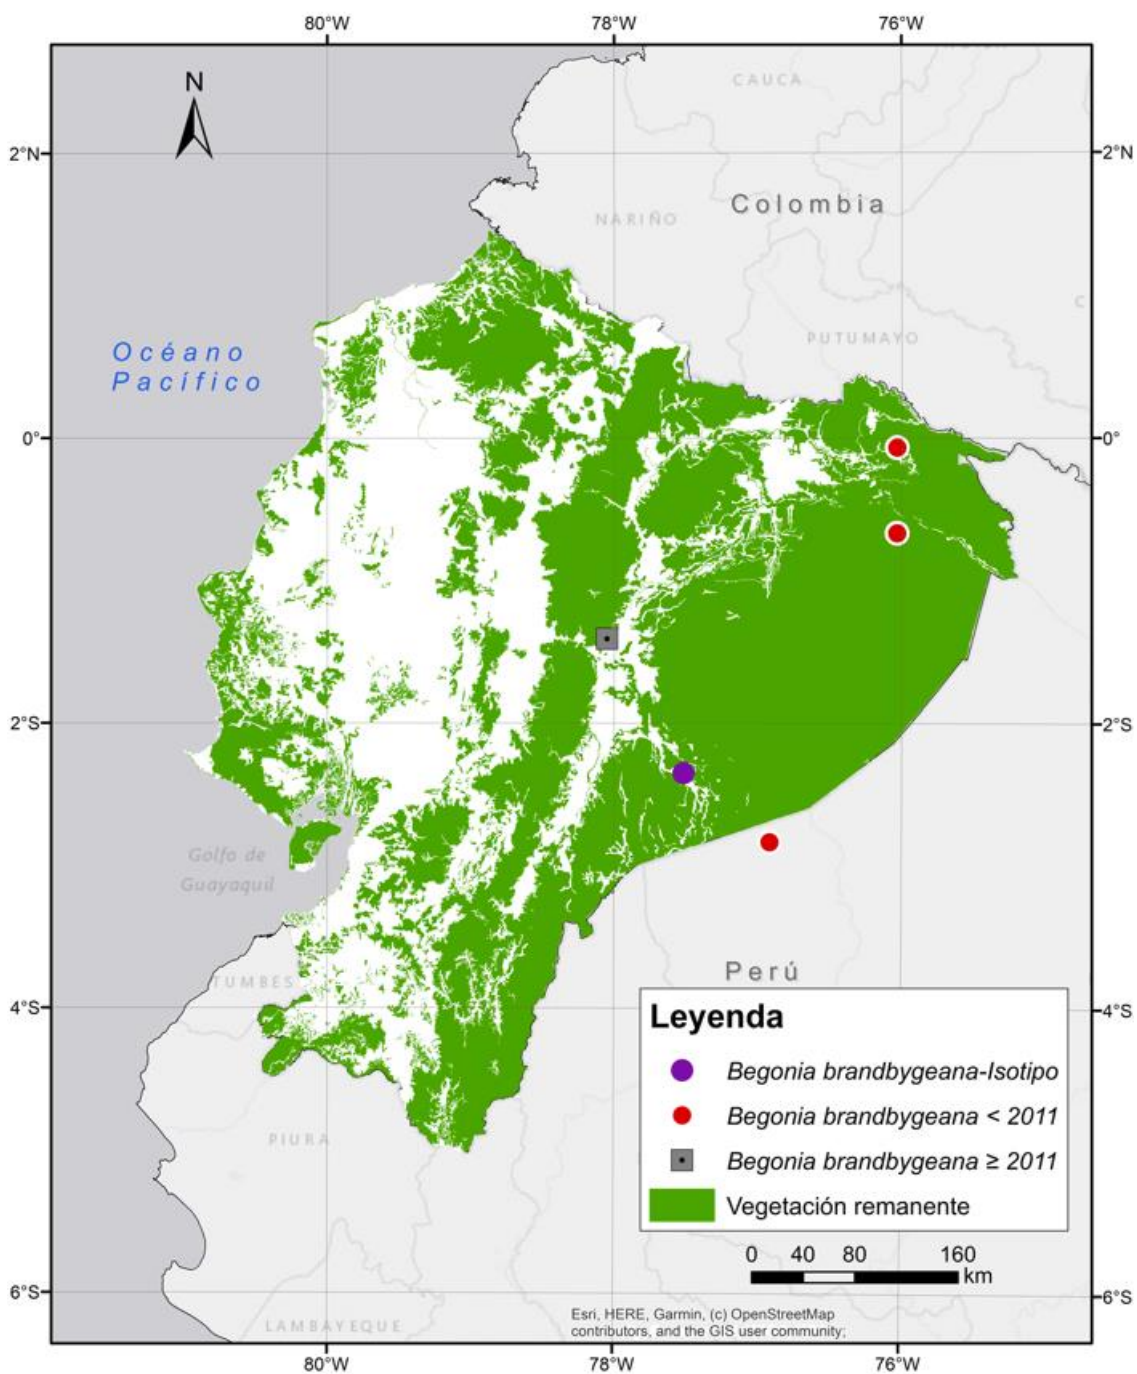 80°W 78°W 76°W
N
CAUCA
2°N 2°N
Colombia
NARIÑO
PUTUMAYO
Océano
Pacífico
0° 0°
2°S 2°S
Golfo de
Guayaquil
Perú
TUMBES
4°S 4°S
Leyenda
Begonia brandbygeana-Isotipo
Begonia brandbygeana < 2011
Begonia brandbygeana ≥ 2011
Vegetación remanente
PIURA
0 40 80 160
km
6°S 6°S
LAMBAYEQUE
Esri, HERE, Garmin, (c) OpenStreetMap
contributors, and the GIS user community;
80°W 78°W 76°W